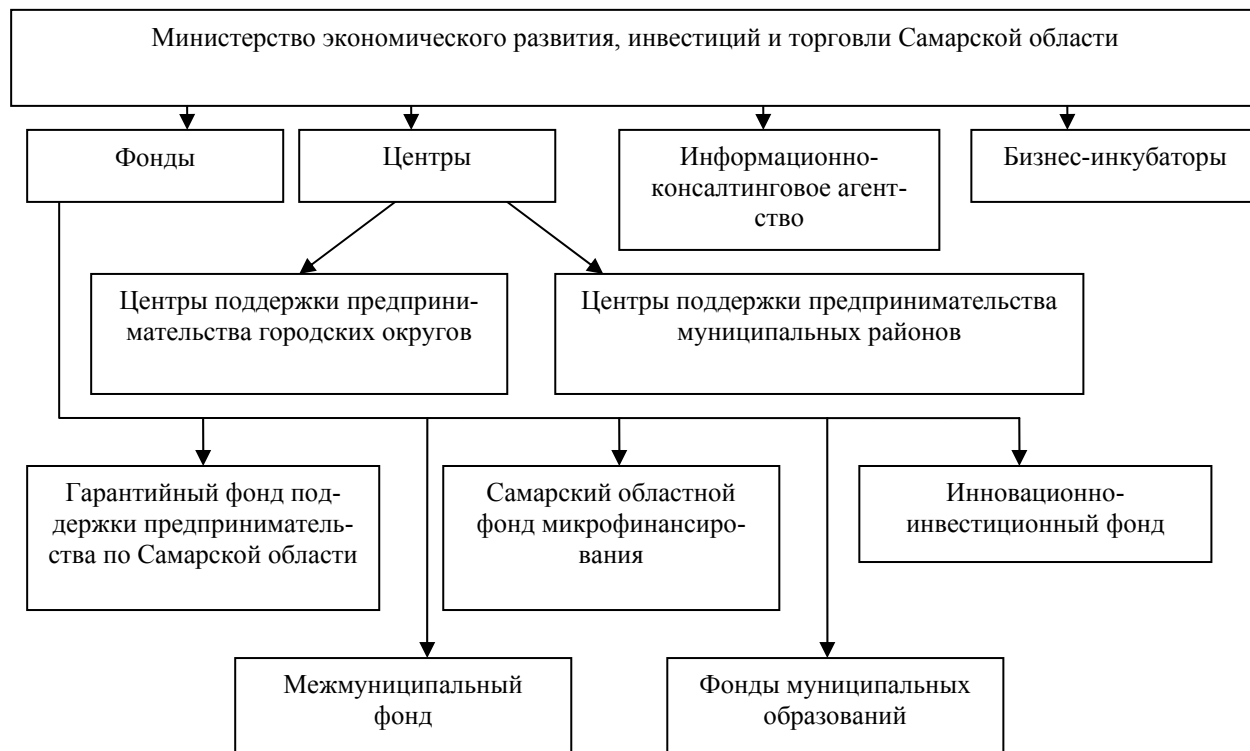 Министерство экономического развития, инвестиций и торговли Самарской области
Фонды
Центры
Информационно-
консалтинговое агент-
ство
Бизнес-инкубаторы
Центры поддержки предприни-
мательства городских округов
Центры поддержки предпринимательства
муниципальных районов
Гарантийный фонд под-
держки предприниматель-
ства по Самарской области
Самарский областной
фонд микрофинансиро-
вания
Инновационно-
инвестиционный фонд
Межмуниципальный
фонд
Фонды муниципальных
образований